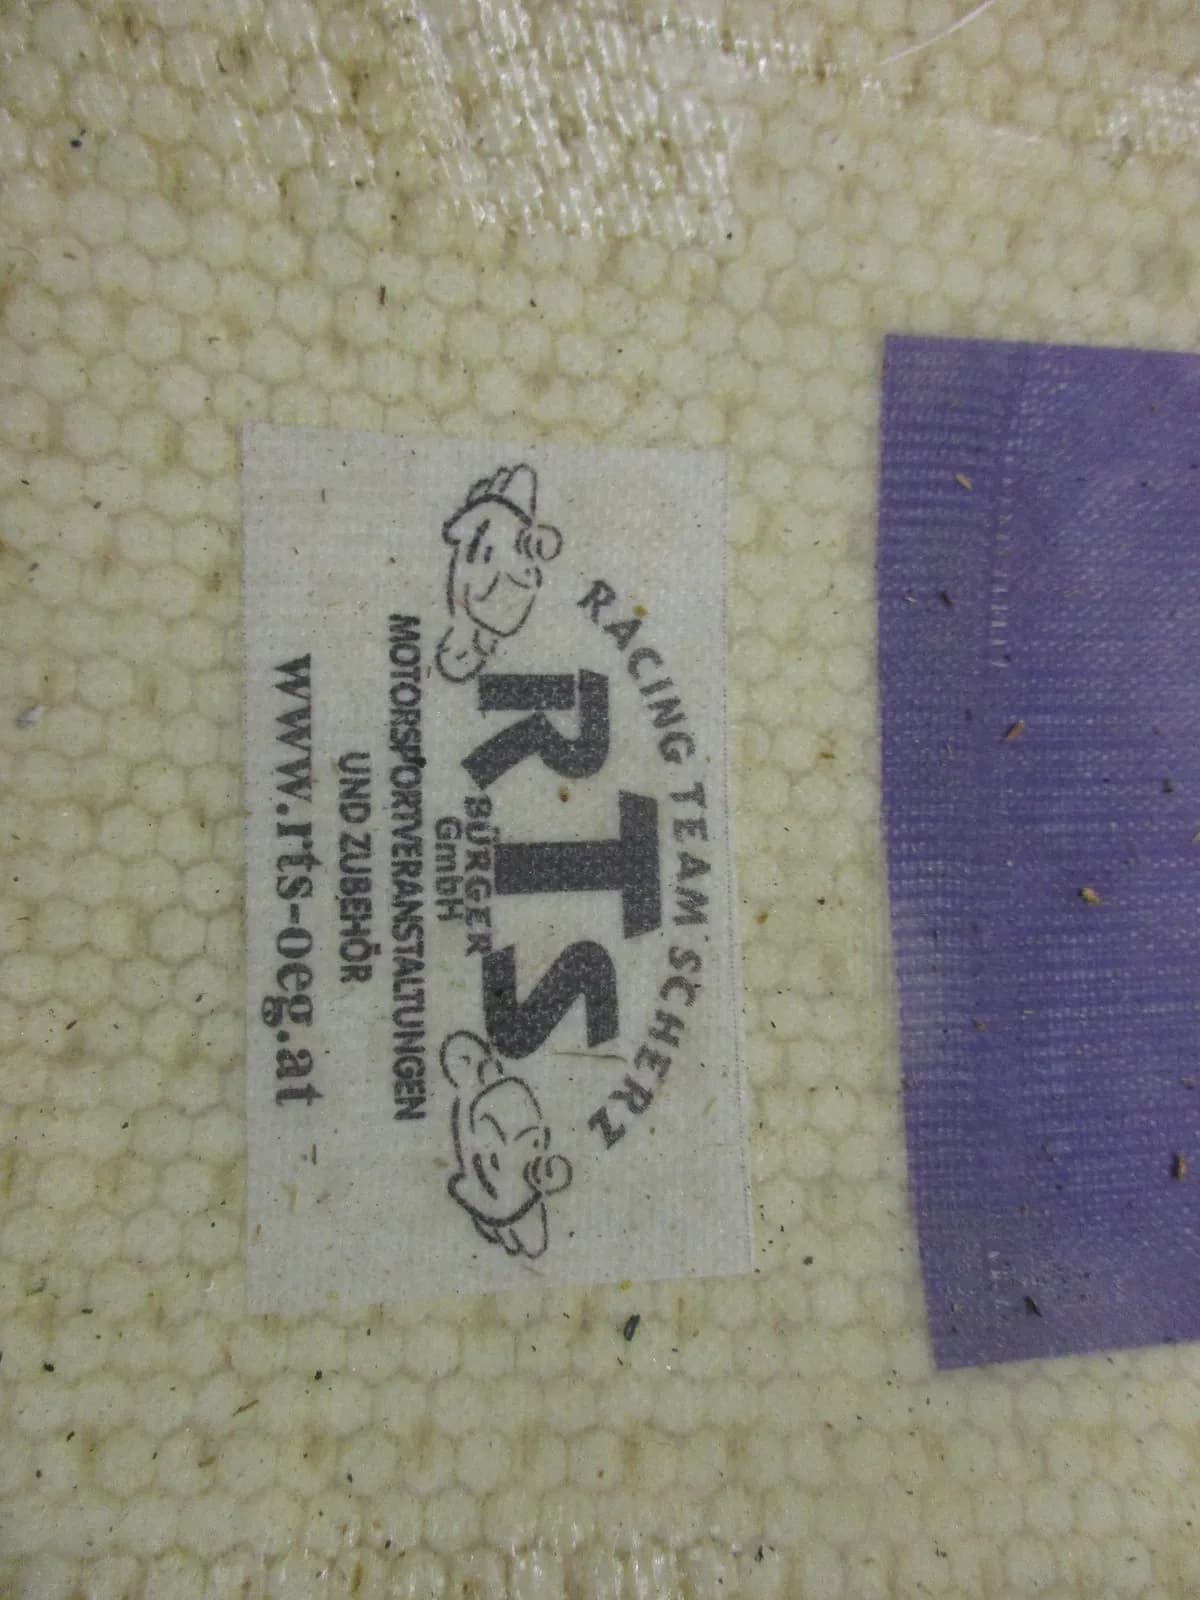 RACING TEAM SCHERZ
RTS
BÜRGER
GmbH
MOTORSPORTVERANSTALTUNGEN
UND ZUBEHÖR
www.rts-oeg.at